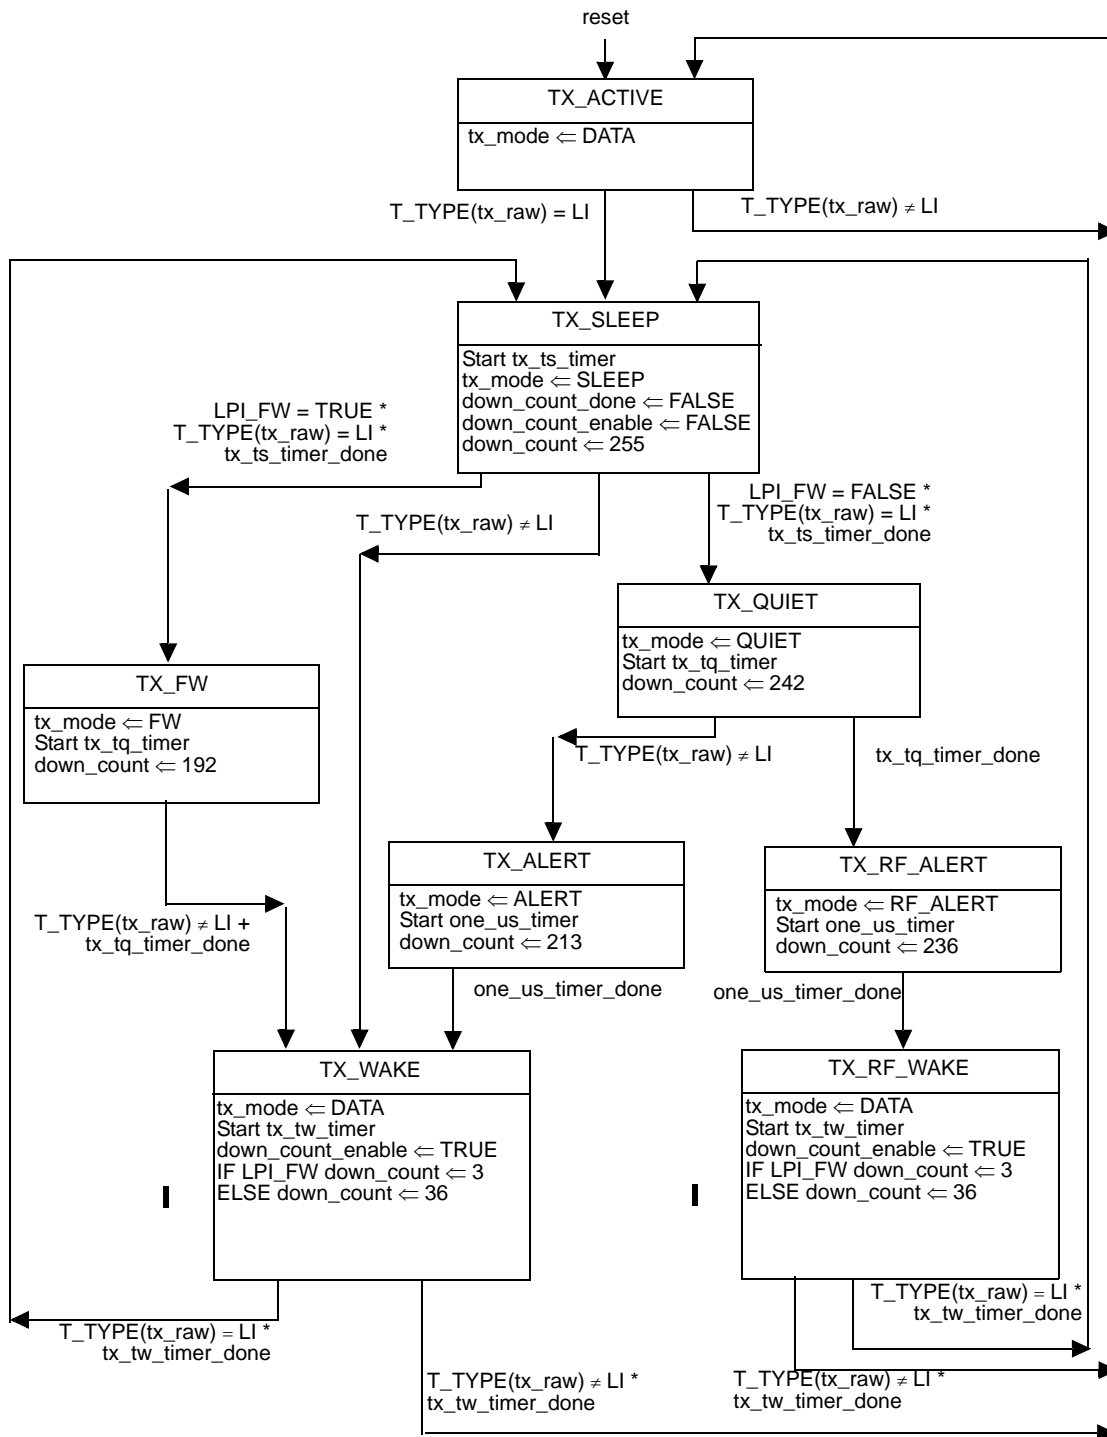 reset
TX_ACTIVE
tx_mode ⇐ DATA
T_TYPE(tx_raw) = LI
T_TYPE(tx_raw) ≠ LI
TX_SLEEP
Start tx_ts_timer
tx_mode ⇐ SLEEP
down_count_done ⇐ FALSE
down_count_enable ⇐ FALSE
down_count ⇐ 255
LPI_FW = TRUE *
T_TYPE(tx_raw) = LI *
tx_ts_timer_done
T_TYPE(tx_raw) ≠ LI
LPI_FW = FALSE *
T_TYPE(tx_raw) = LI *
tx_ts_timer_done
TX_QUIET
tx_mode ⇐ QUIET
Start tx_tq_timer
down_count ⇐ 242
TX_FW
tx_mode ⇐ FW
Start tx_tq_timer
down_count ⇐ 192
T_TYPE(tx_raw) ≠ LI
tx_tq_timer_done
TX_ALERT
tx_mode ⇐ ALERT
Start one_us_timer
down_count ⇐ 213
TX_RF_ALERT
tx_mode ⇐ RF_ALERT
Start one_us_timer
down_count ⇐ 236
T_TYPE(tx_raw) ≠ LI +
tx_tq_timer_done
one_us_timer_done
one_us_timer_done
TX_WAKE
tx_mode ⇐ DATA
Start tx_tw_timer
down_count_enable ⇐ TRUE
IF LPI_FW down_count ⇐ 3
ELSE down_count ⇐ 36
TX_RF_WAKE
tx_mode ⇐ DATA
Start tx_tw_timer
down_count_enable ⇐ TRUE
IF LPI_FW down_count ⇐ 3
ELSE down_count ⇐ 36
T_TYPE(tx_raw) = LI *
tx_tw_timer_done
T_TYPE(tx_raw) = LI *
tx_tw_timer_done
T_TYPE(tx_raw) ≠ LI *
tx_tw_timer_done
T_TYPE(tx_raw) ≠ LI *
tx_tw_timer_done